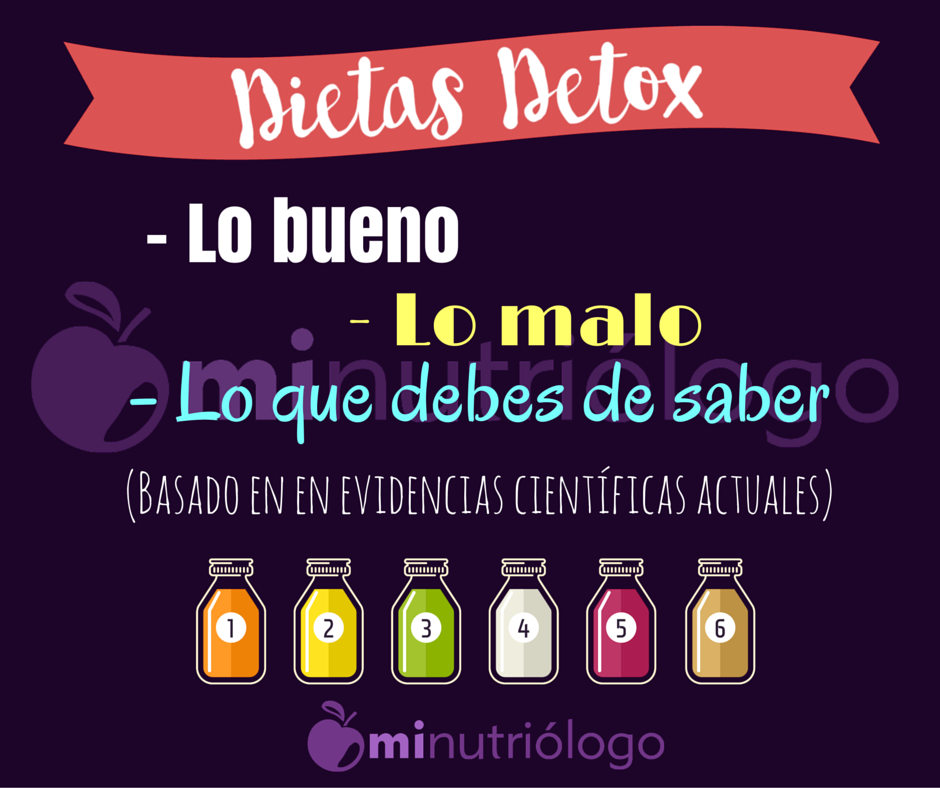 Dietas Detox
- Lo bueno
- Lo malo
minutriólogo
- Lo que debes de saber
(BASADO EN EN EVIDENCIAS CIENTÍFICAS ACTUALES)
1 2 3 4 5 6
minutriólogo